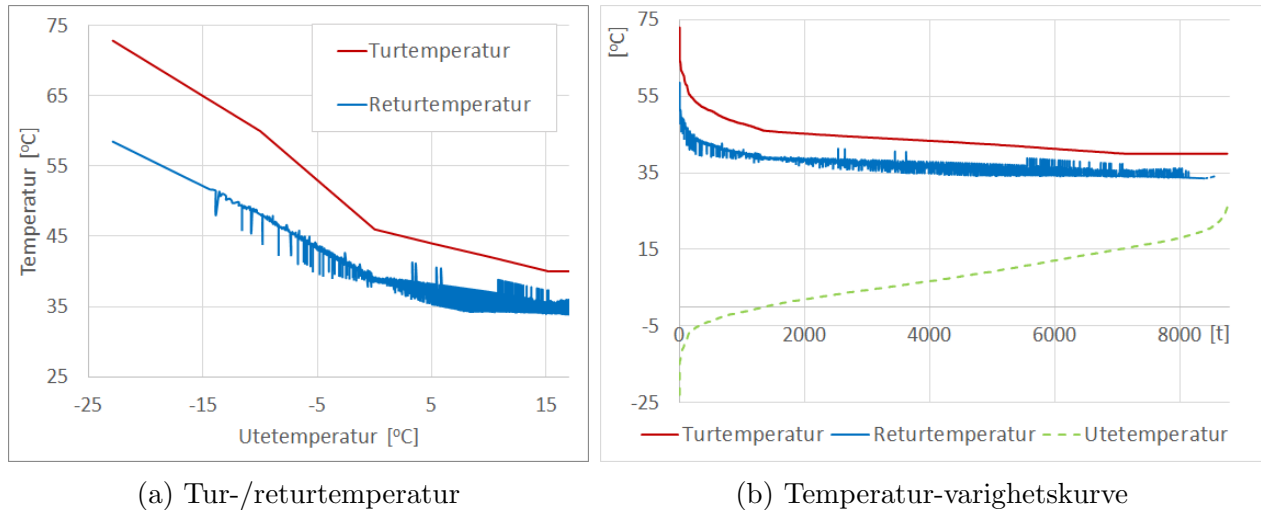 75
65
55
45
35
25
-25
-15
-5
5
15
Temperatur [ºC]
Utetemperatur [ºC]
Turtemperatur
Returtemperatur
[ºC]
75
55
35
15
-5
-25
0
2000
4000
6000
8000
[t]
Turtemperatur
Returtemperatur
Utetemperatur
(a) Tur-/returtemperatur
(b) Temperatur-varighetskurve